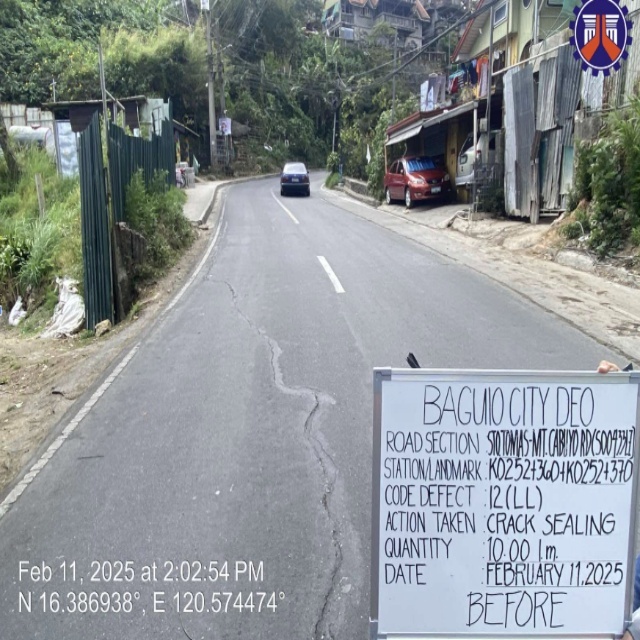 BAGUIO CITY DEO
ROAD SECTION : STO TOMAS-MT. CABUYO RD(S00493LZ)
STATION/LANDMARK : K0252+360-K0252+370
CODE DEFECT : 12 (LL)
ACTION TAKEN : CRACK SEALING
QUANTITY : 10.00 l.m.
DATE : FEBRUARY 11, 2025
BEFORE
Feb 11, 2025 at 2:02:54 PM
N 16.386938°, E 120.574474°